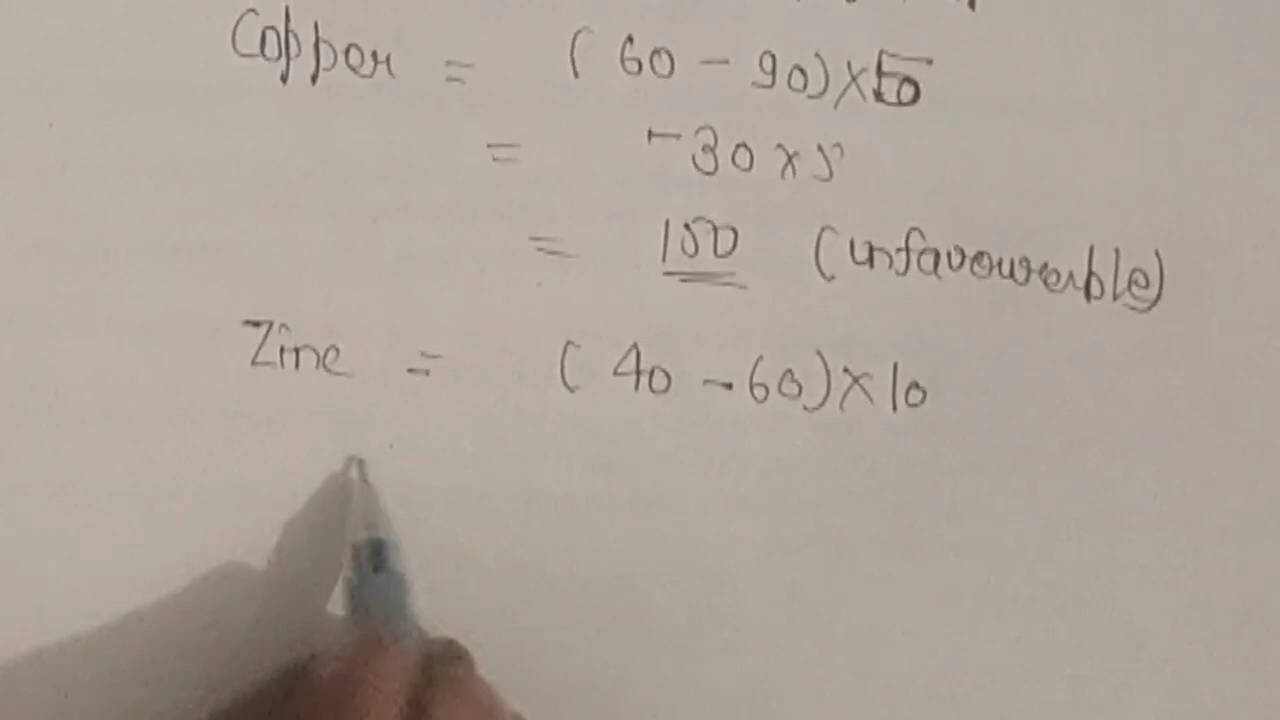 Copper = (60 - 90) x 50
= -30 x 5
= 150 (unfavourable)
Zinc = (40 - 60) x 10